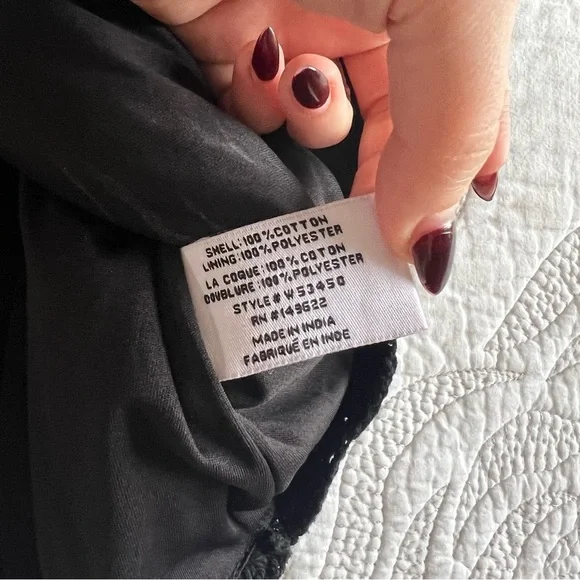 SHELL:100%COTTON
LINING:100%POLYESTER
LA COQUE:100%COTON
DOUBLURE:100%POLYESTER
STYLE# W53450
RN #149622
MADE IN INDIA
FABRIQUÉ EN INDE